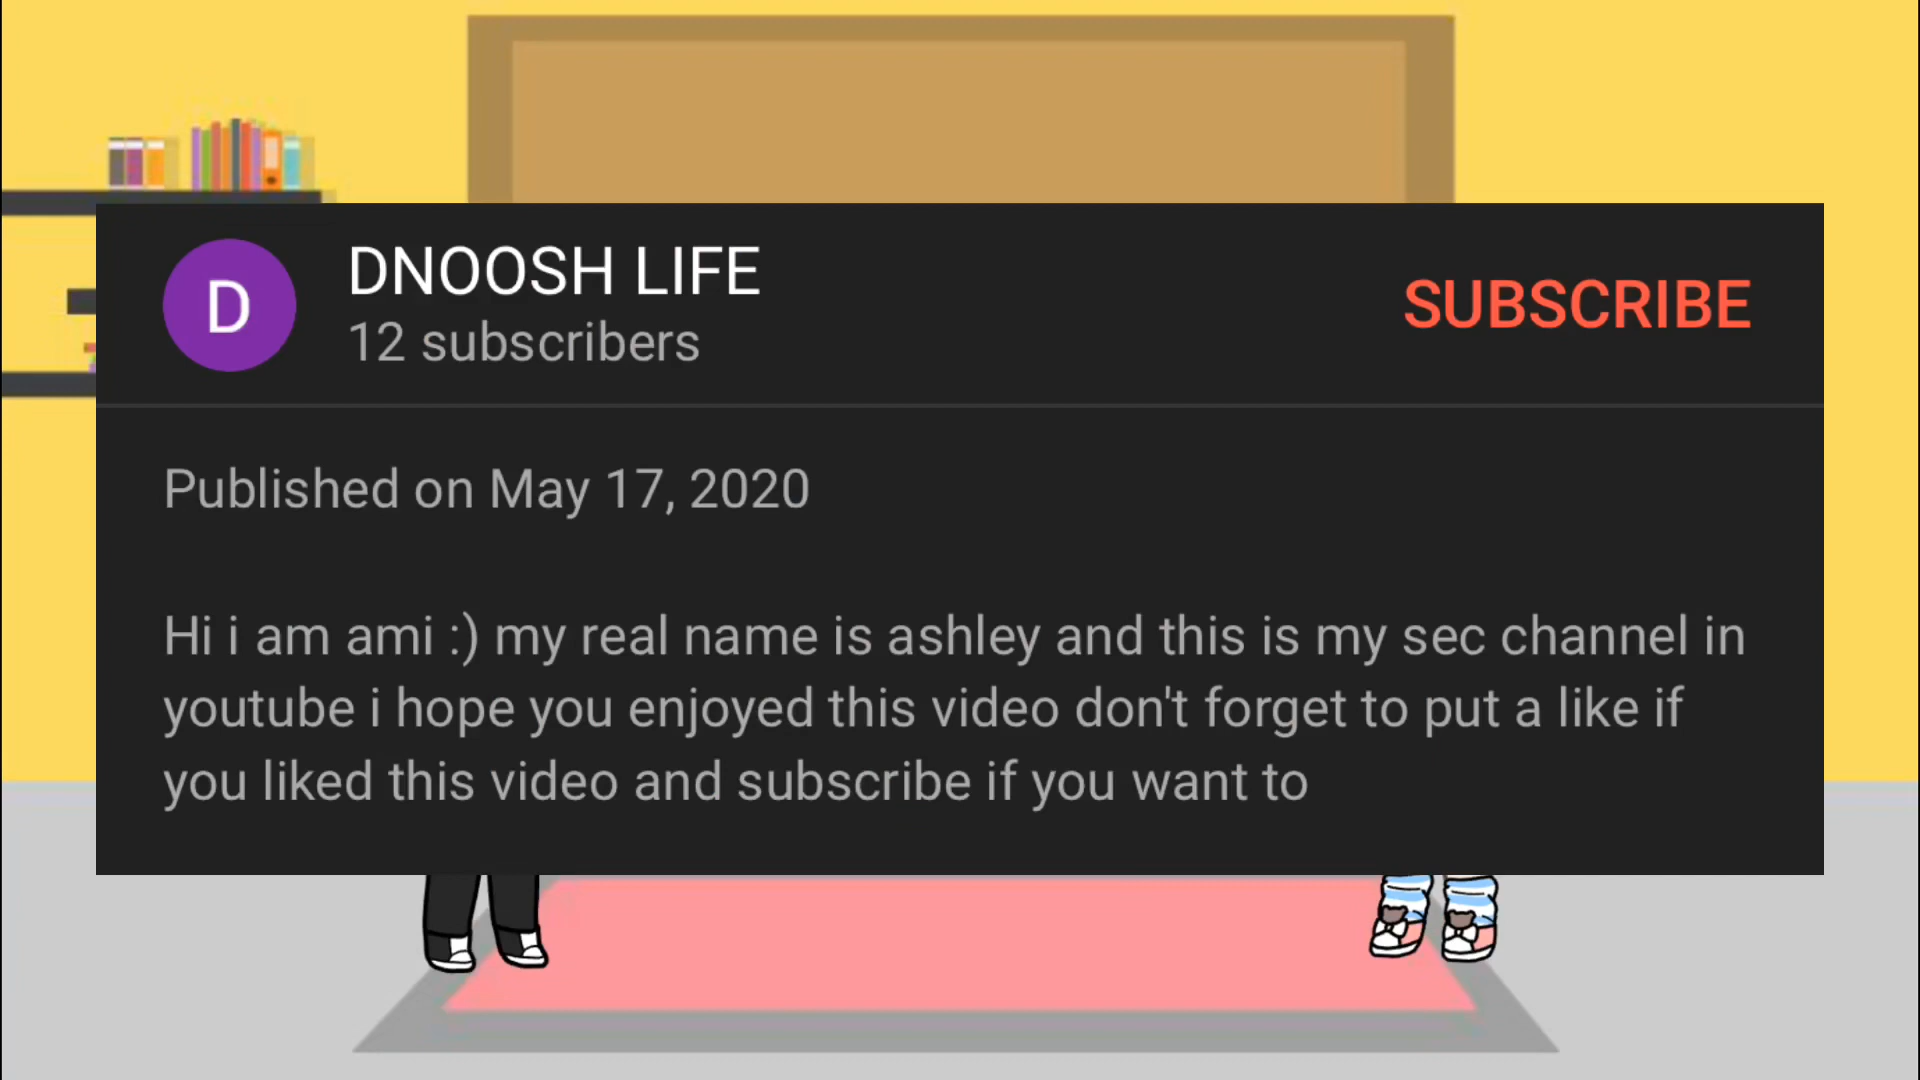 D
DNOOSH LIFE
12 subscribers
SUBSCRIBE
Published on May 17, 2020
Hi i am ami :) my real name is ashley and this is my sec channel in
youtube i hope you enjoyed this video don't forget to put a like if
you liked this video and subscribe if you want to